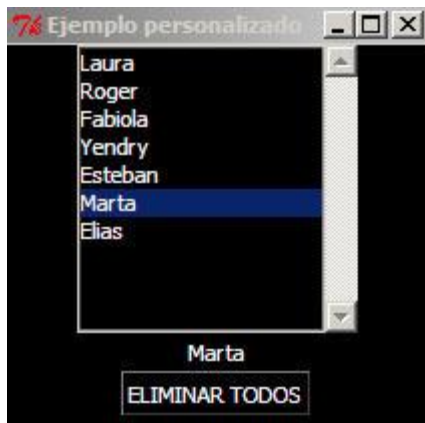 Ejemplo personalizado
Laura
Roger
Fabiola
Yendry
Esteban
Marta
Elias
Marta
ELIMINAR TODOS